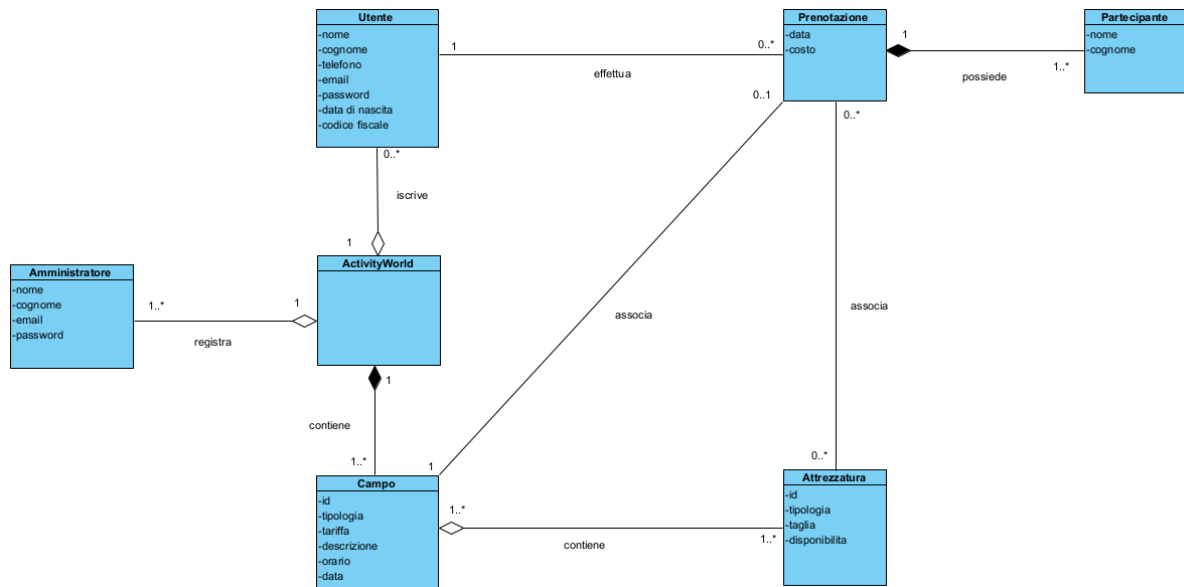 Utente
-nome
-cognome
-telefono
-email
-password
-data di nascita
-codice fiscale
1
0..*
effettua
Prenotazione
-data
-costo
1
1..*
possiede
Partecipante
-nome
-cognome
0..1
0..*
0..*
iscrive
1
ActivityWorld
Amministratore
-nome
-cognome
-email
-password
1..*
1
registra
associa
associa
1
contiene
1..*
1
0..*
Campo
-id
-tipologia
-tariffa
-descrizione
-orario
-data
1..*
contiene
1..*
Attrezzatura
-id
-tipologia
-taglia
-disponibilita